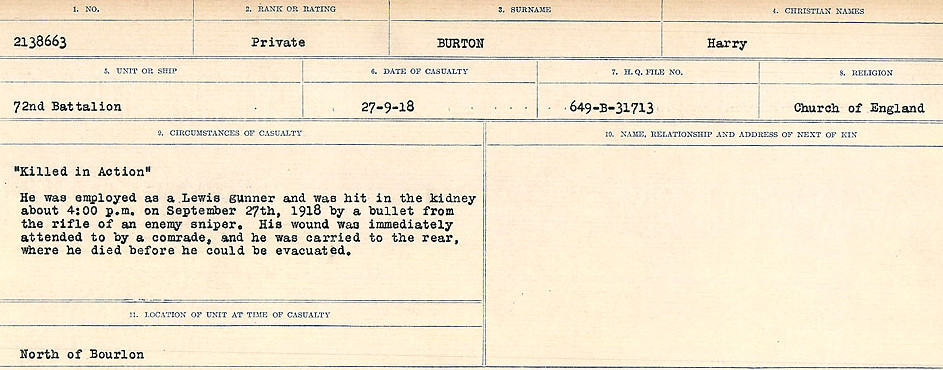 1. NO. 2. RANK OR RATING 3. SURNAME 4. CHRISTIAN NAMES
2138663 Private BURTON Harry
5. UNIT OR SHIP 6. DATE OF CASUALTY 7. H.Q. FILE NO. 8. RELIGION
72nd Battalion 27-9-18 649-B-31713 Church of England
9. CIRCUMSTANCES OF CASUALTY 10. NAME, RELATIONSHIP AND ADDRESS OF NEXT OF KIN
"Killed in Action"
He was employed as a Lewis gunner and was hit in the kidney
about 4:00 p.m. on September 27th, 1918 by a bullet from
the rifle of an enemy sniper. His wound was immediately
attended to by a comrade, and he was carried to the rear,
where he died before he could be evacuated.
11. LOCATION OF UNIT AT TIME OF CASUALTY
North of Bourlon